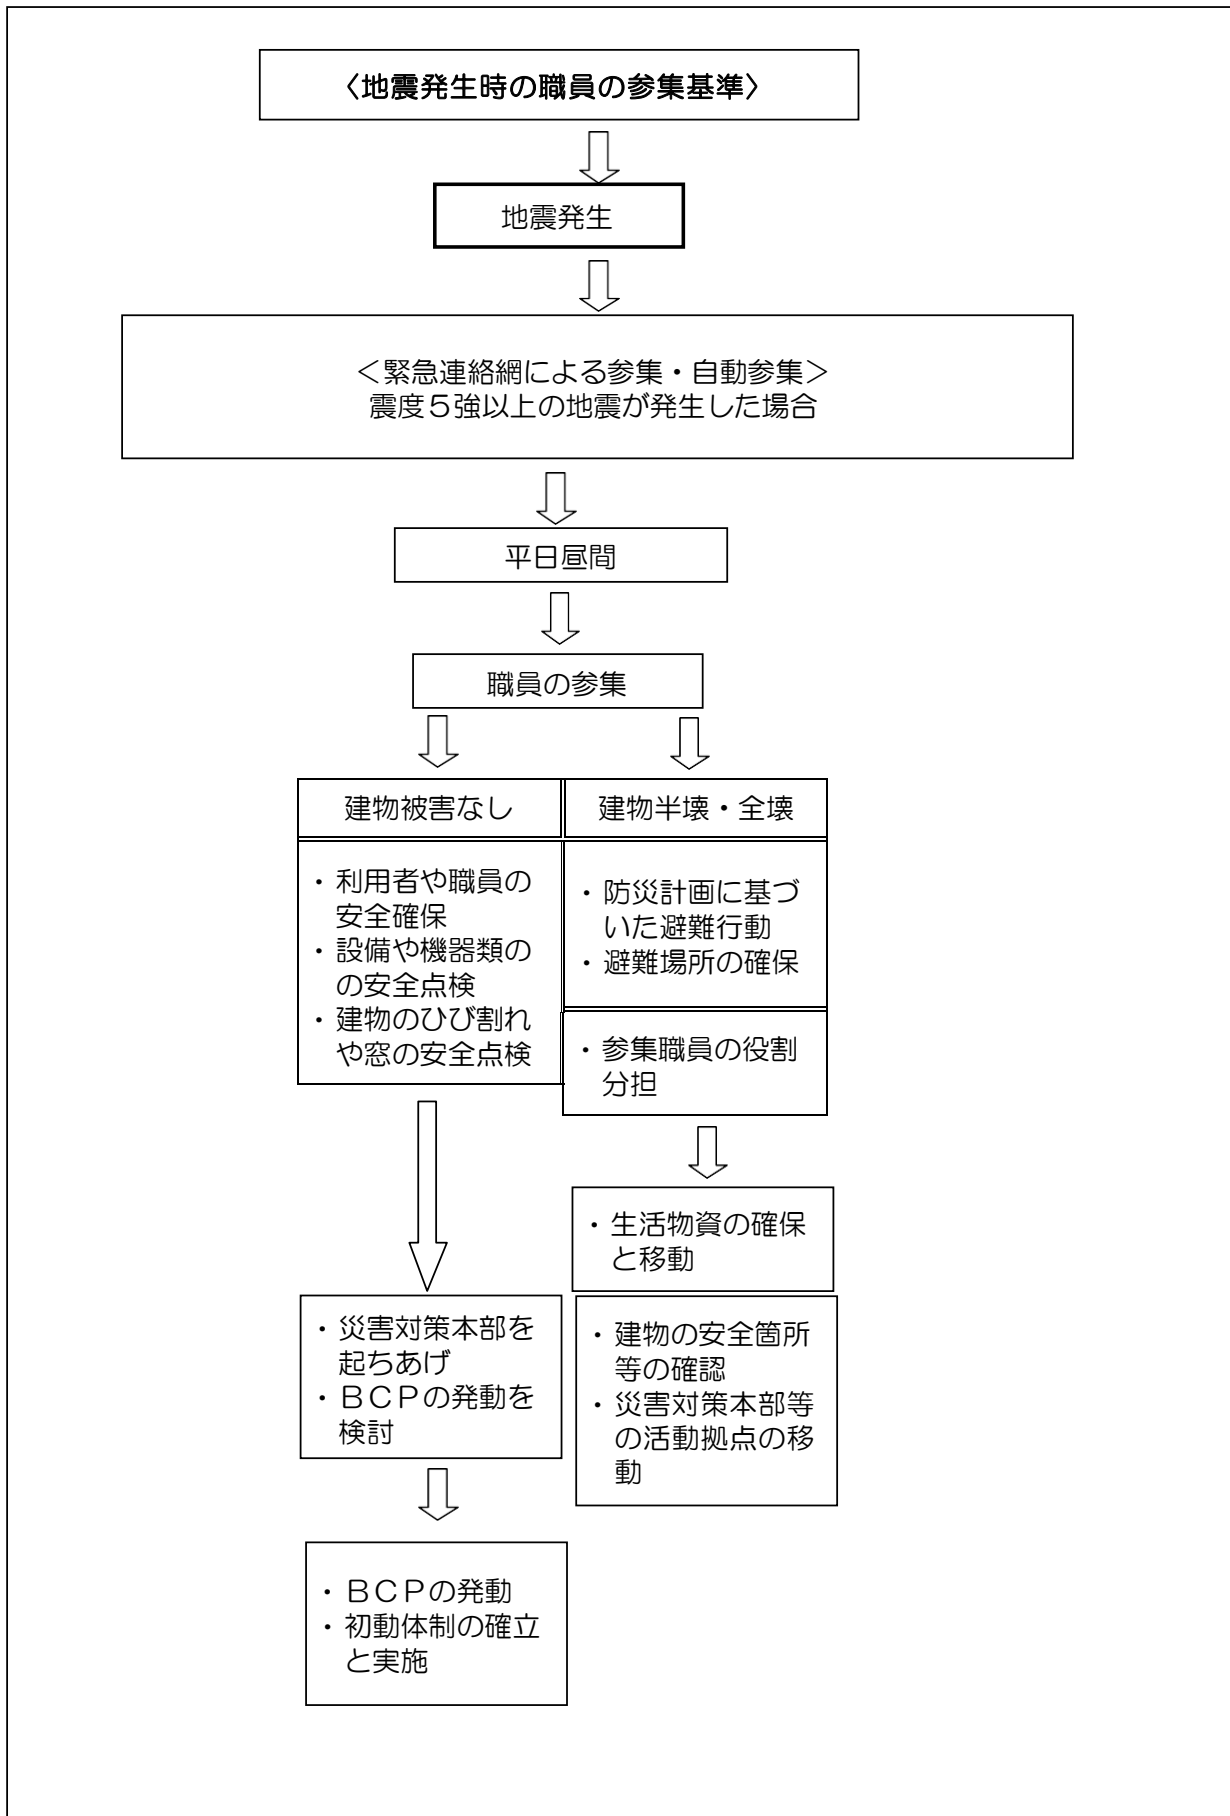 〈地震発生時の職員の参集基準〉
地震発生
＜緊急連絡網による参集・自動参集＞
震度５強以上の地震が発生した場合
平日昼間
職員の参集
建物被害なし
・利用者や職員の
安全確保
・設備や機器類の
の安全点検
・建物のひび割れ
や窓の安全点検
建物半壊・全壊
・防災計画に基づ
いた避難行動
・避難場所の確保
・参集職員の役割
分担
・生活物資の確保
と移動
・建物の安全箇所
等の確認
・災害対策本部等
の活動拠点の移
動
・災害対策本部を
起ちあげ
・ＢＣＰの発動を
検討
・ＢＣＰの発動
・初動体制の確立
と実施